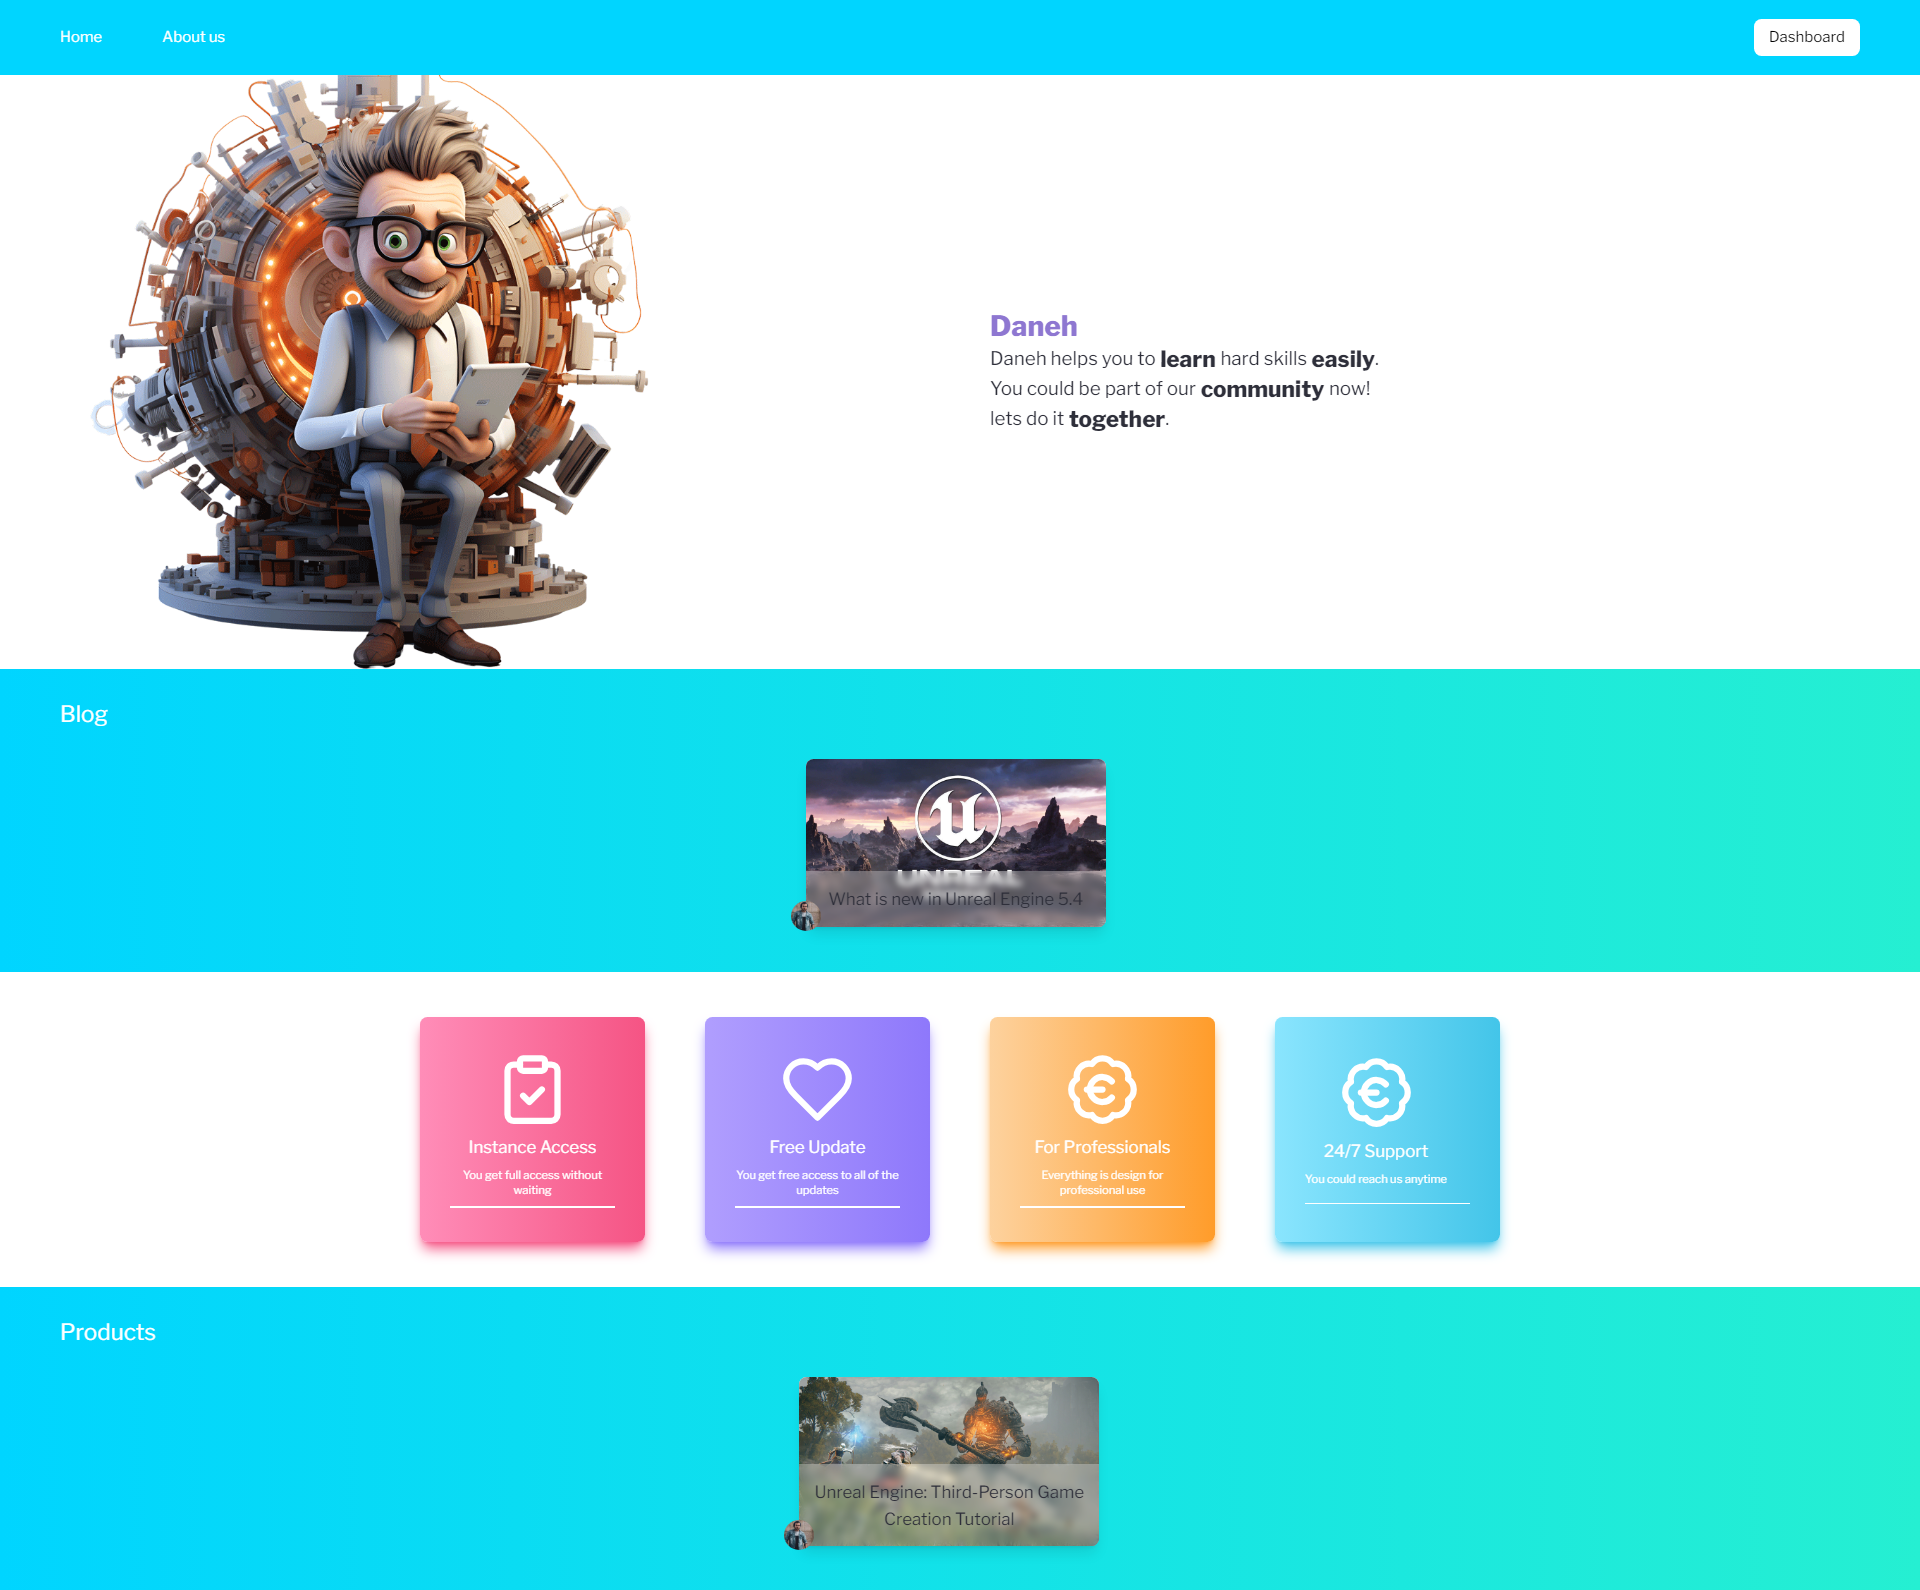 Home
About us
Dashboard
Daneh
Daneh helps you to learn hard skills easily.
You could be part of our community now!
lets do it together.
Blog
UNREAL
What is new in Unreal Engine 5.4
Instance Access
You get full access without
waiting
Free Update
You get free access to all of the
updates
For Professionals
Everything is design for
professional use
24/7 Support
You could reach us anytime
Products
Unreal Engine: Third-Person Game
Creation Tutorial